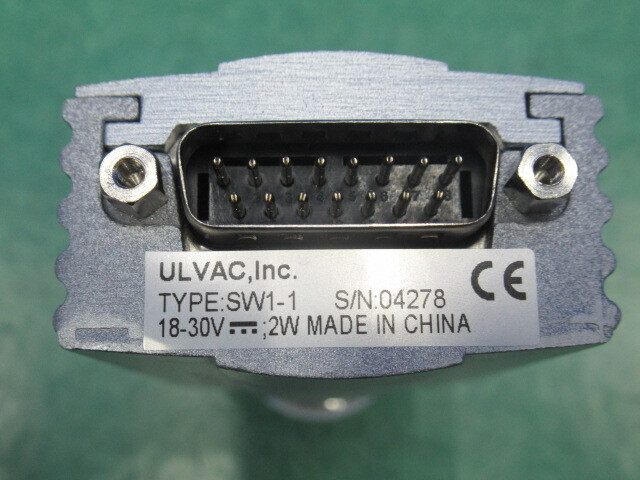 ULVAC,Inc.
TYPE:SW1-1 S/N:04278
18-30V⎓;2W MADE IN CHINA
CE